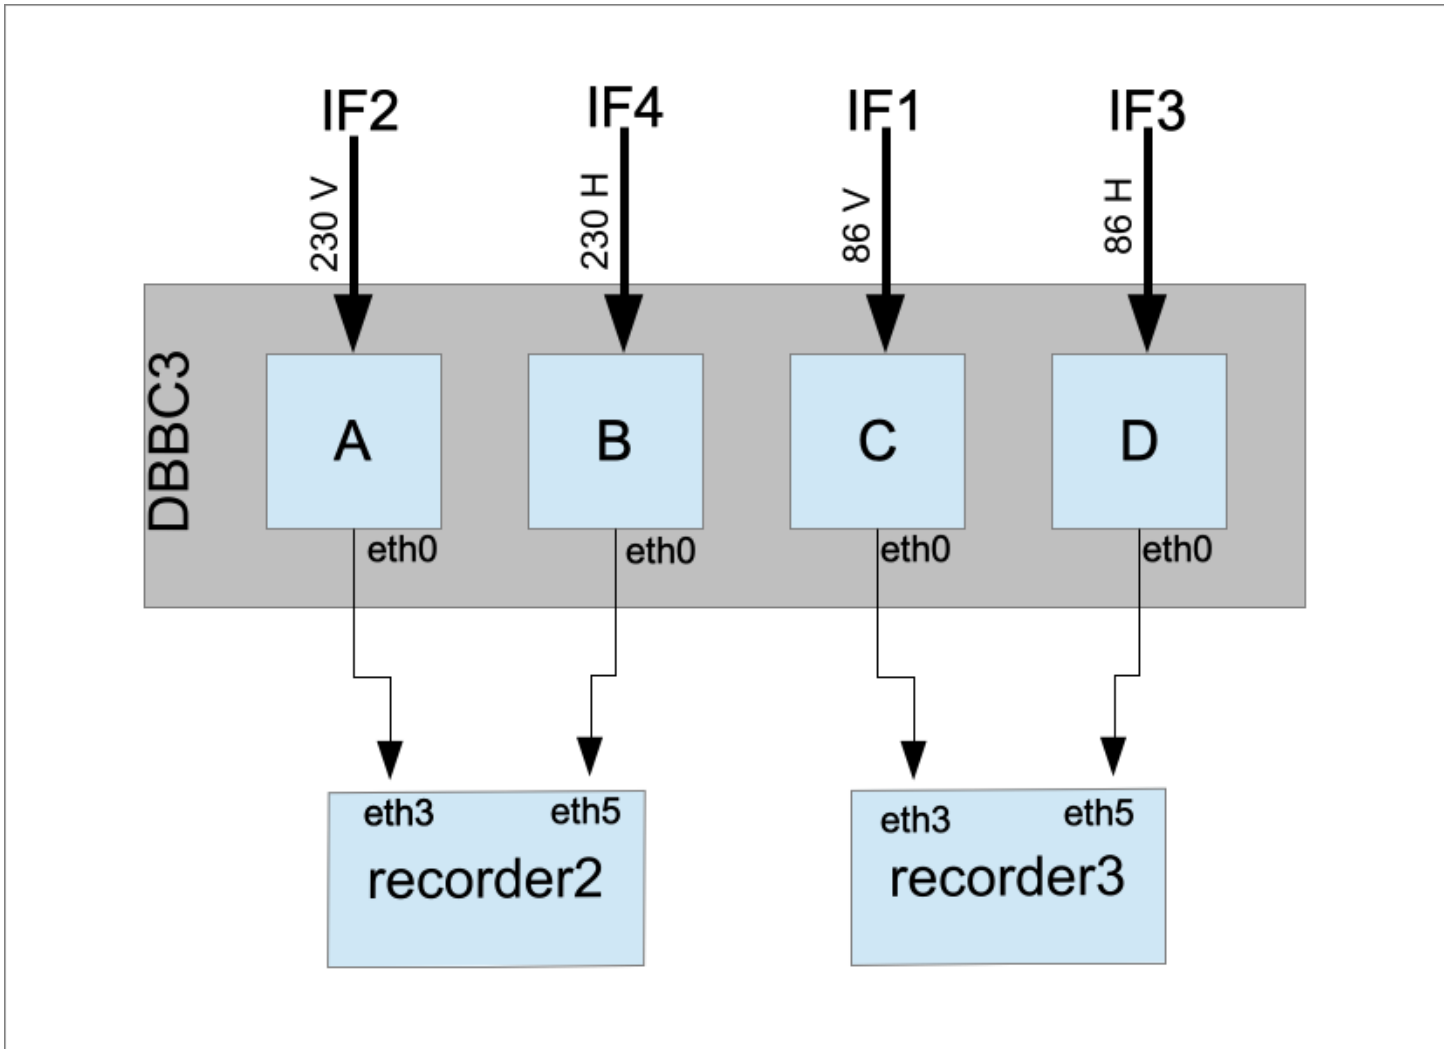 IF2
IF4
IF1
IF3
230 V
230 H
86 V
86 H
DBBC3
A
B
C
D
eth0
eth0
eth0
eth0
eth3
eth5
recorder2
eth3
eth5
recorder3